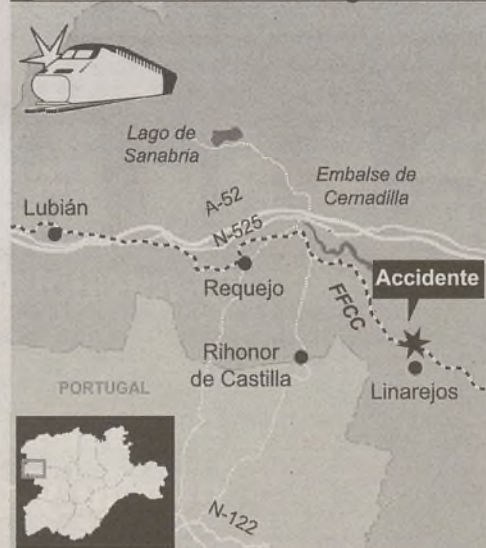 Lago de
Sanabria
Embalse de
Cernadilla
A-52
Lubián
N-525
Requejo
Accidente
FFCC
Rihonor
de Castilla
Linarejos
PORTUGAL
N-122